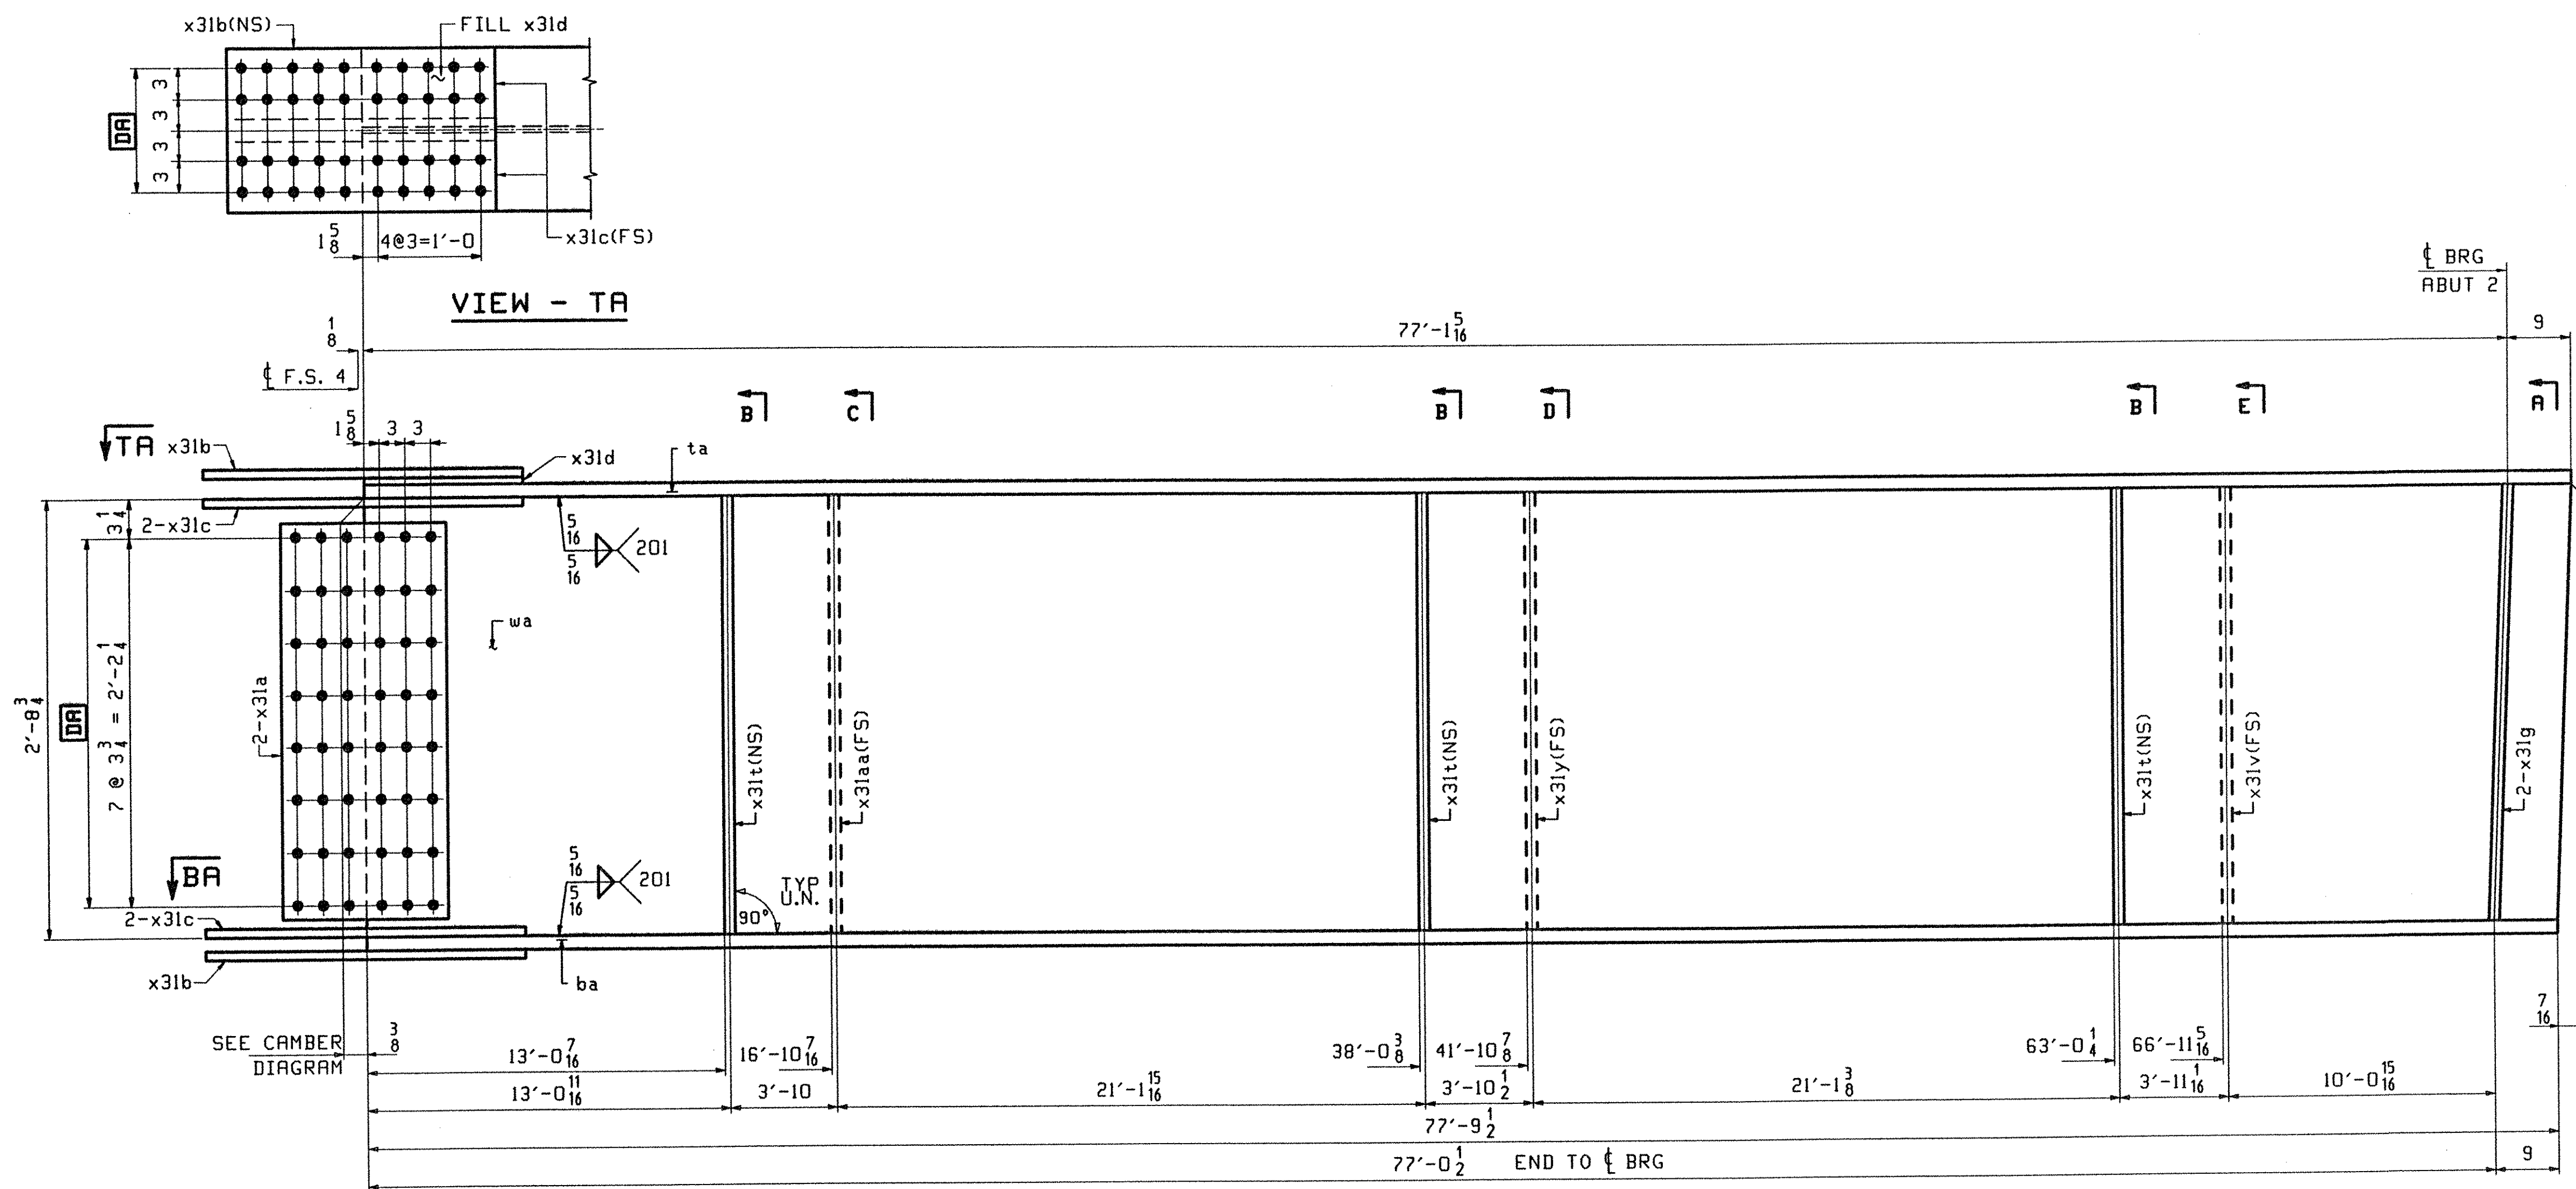 x31b(NS)
FILL x31d
DA
3
3
3
3
1 5/8
4@3=1'-0
x31c(FS)
VIEW - TA
℄ BRG
ABUT 2
1/8
77'-1 5/16
9
℄ F.S. 4
B
C
B
D
B
E
A
1 5/8
3
3
TA
x31b
x31d
ta
2-x31c
3 1/4
5/16
5/16
201
wa
2'-8 3/4
DA
7 @ 3 3/4 = 2'-2 1/4
2-x31a
x31t(NS)
x31aa(FS)
x31t(NS)
x31y(FS)
x31t(NS)
x31v(FS)
2-x31g
BA
5/16
5/16
201
TYP
U.N.
90°
2-x31c
x31b
ba
SEE CAMBER
DIAGRAM
3/8
13'-0 7/16
16'-10 7/16
38'-0 3/8
41'-10 7/8
63'-0 1/4
66'-11 5/16
7/16
13'-0 11/16
3'-10
21'-1 15/16
3'-10 1/2
21'-1 3/8
3'-11 1/16
10'-0 15/16
77'-9 1/2
77'-0 1/2 END TO ℄ BRG
9